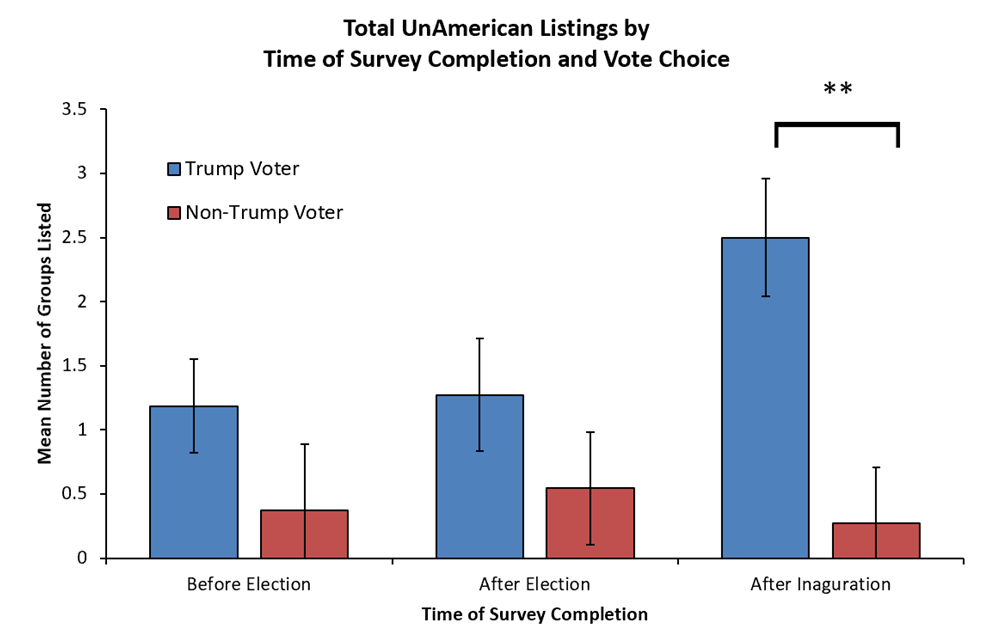 Total UnAmerican Listings by
Time of Survey Completion and Vote Choice
**
3.5
3
2.5
2
1.5
1
0.5
0
Mean Number of Groups Listed
Trump Voter
Non-Trump Voter
Before Election
After Election
After Inaguration
Time of Survey Completion